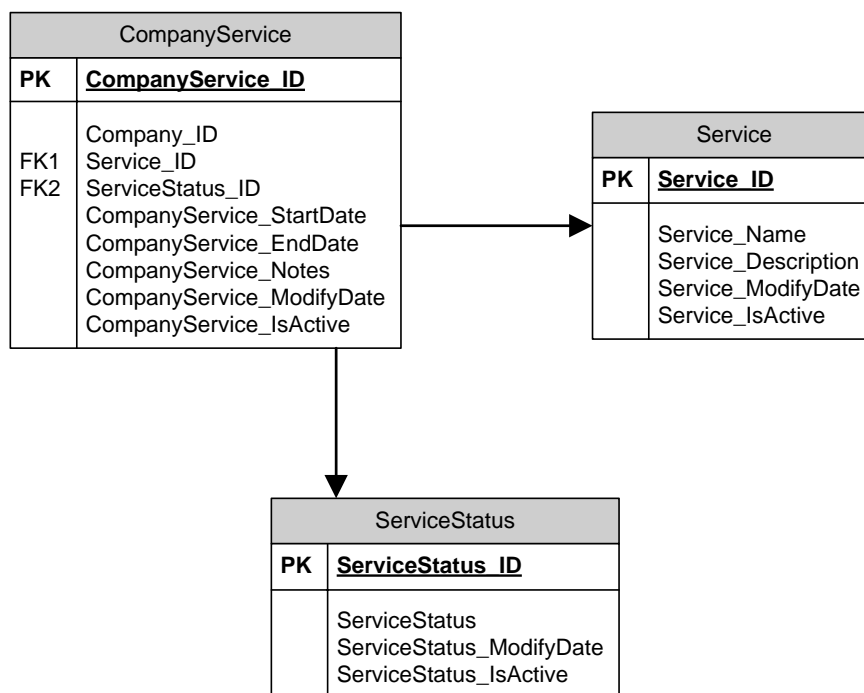 CompanyService
PK CompanyService_ID
Company_ID
FK1 Service_ID
FK2 ServiceStatus_ID
CompanyService_StartDate
CompanyService_EndDate
CompanyService_Notes
CompanyService_ModifyDate
CompanyService_IsActive
Service
PK Service_ID
Service_Name
Service_Description
Service_ModifyDate
Service_IsActive
ServiceStatus
PK ServiceStatus_ID
ServiceStatus
ServiceStatus_ModifyDate
ServiceStatus_IsActive